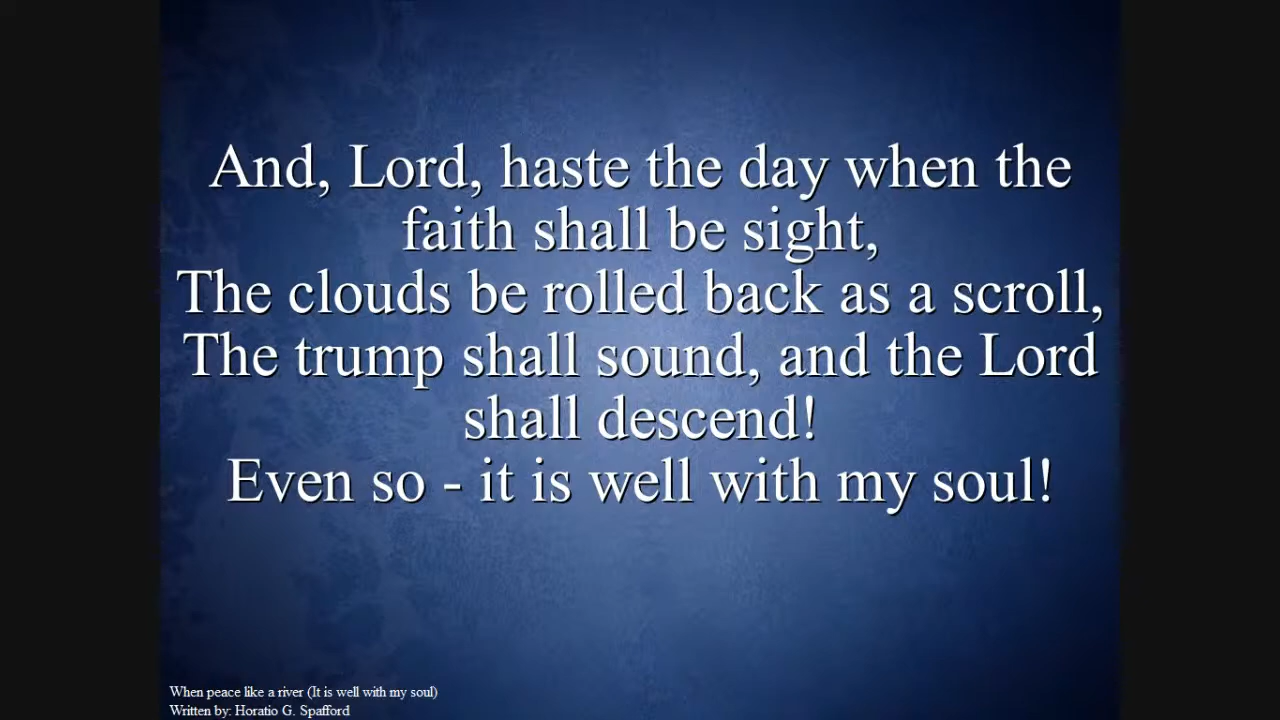 And, Lord, haste the day when the
faith shall be sight,
The clouds be rolled back as a scroll,
The trump shall sound, and the Lord
shall descend!
Even so - it is well with my soul!
When peace like a river (It is well with my soul)
Written by: Horatio G. Spafford